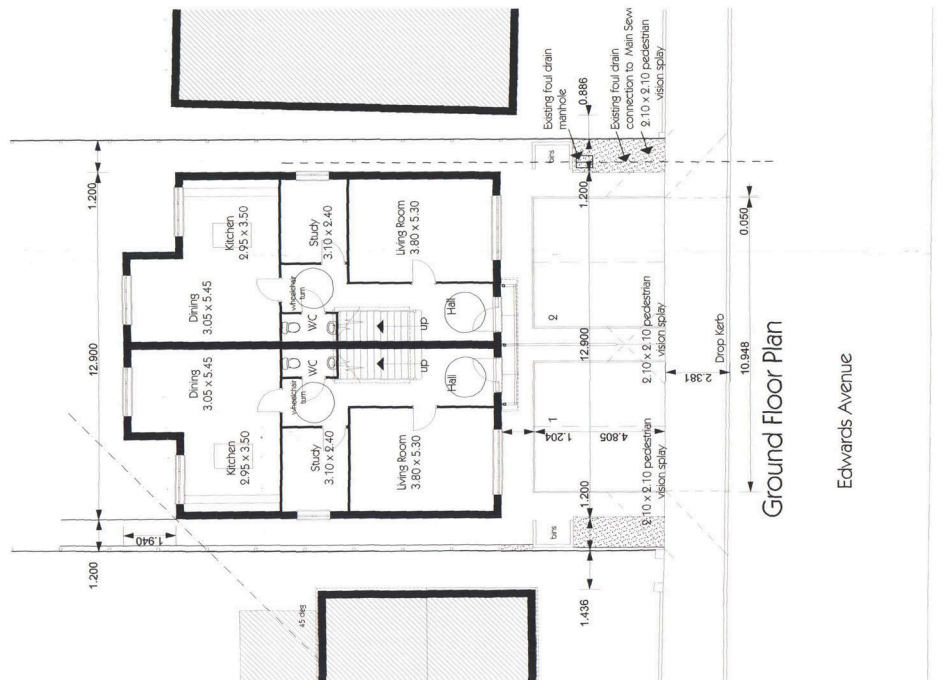 1.200
12.900
1.200
1.940
Dining
3.05 x 5.45
Dining
3.05 x 5.45
Kitchen
2.95 x 3.50
Kitchen
2.95 x 3.50
wheelchair
turn
wheelchair
turn
WC
WC
Study
3.10 x 2.40
Study
3.10 x 2.40
up
up
Hall
Hall
Living Room
3.80 x 5.30
Living Room
3.80 x 5.30
45 deg
Existing foul drain
manhole
0.886
Existing foul drain
connection to Main Sew
2.10 x 2.10 pedestrian
vision splay
bins
bins
1
2
1.204
4.805
1.436
1.200
12.900
1.200
2.10 x 2.10 pedestrian
vision splay
2.10 x 2.10 pedestrian
vision splay
2.381
Drop Kerb
10.948
0.050
Ground Floor Plan
Edwards Avenue